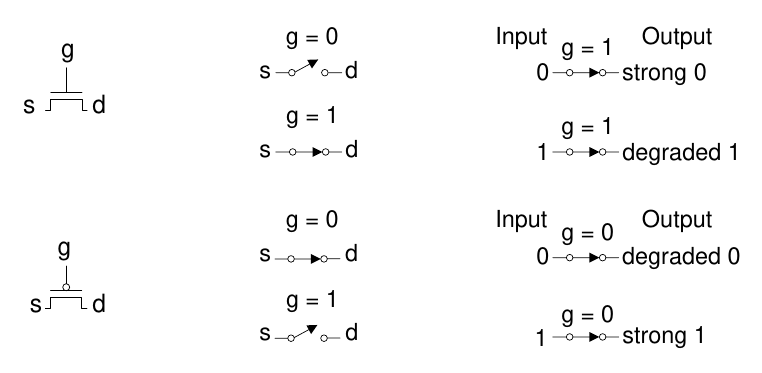 g
s d
g = 0
s d
g = 1
s d
Input g = 1 Output
0 strong 0
g = 1
1 degraded 1
g
s d
g = 0
s d
g = 1
s d
Input g = 0 Output
0 degraded 0
g = 0
1 strong 1